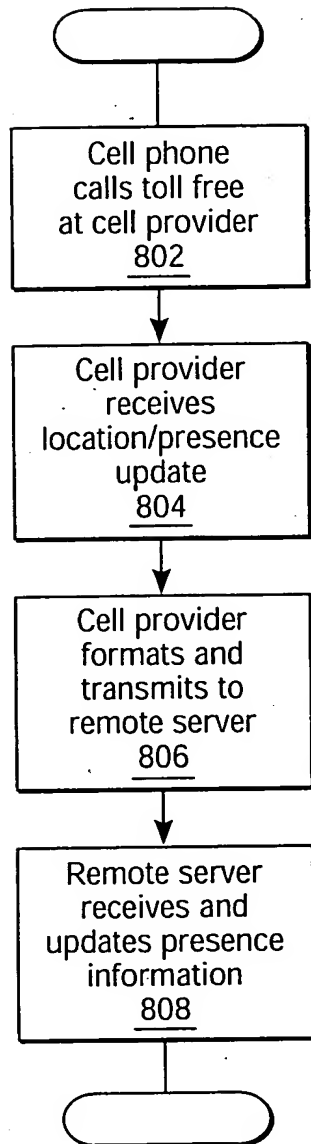 Cell phone
calls toll free
at cell provider
802
Cell provider
receives
location/presence
update
804
Cell provider
formats and
transmits to
remote server
806
Remote server
receives and
updates presence
information
808